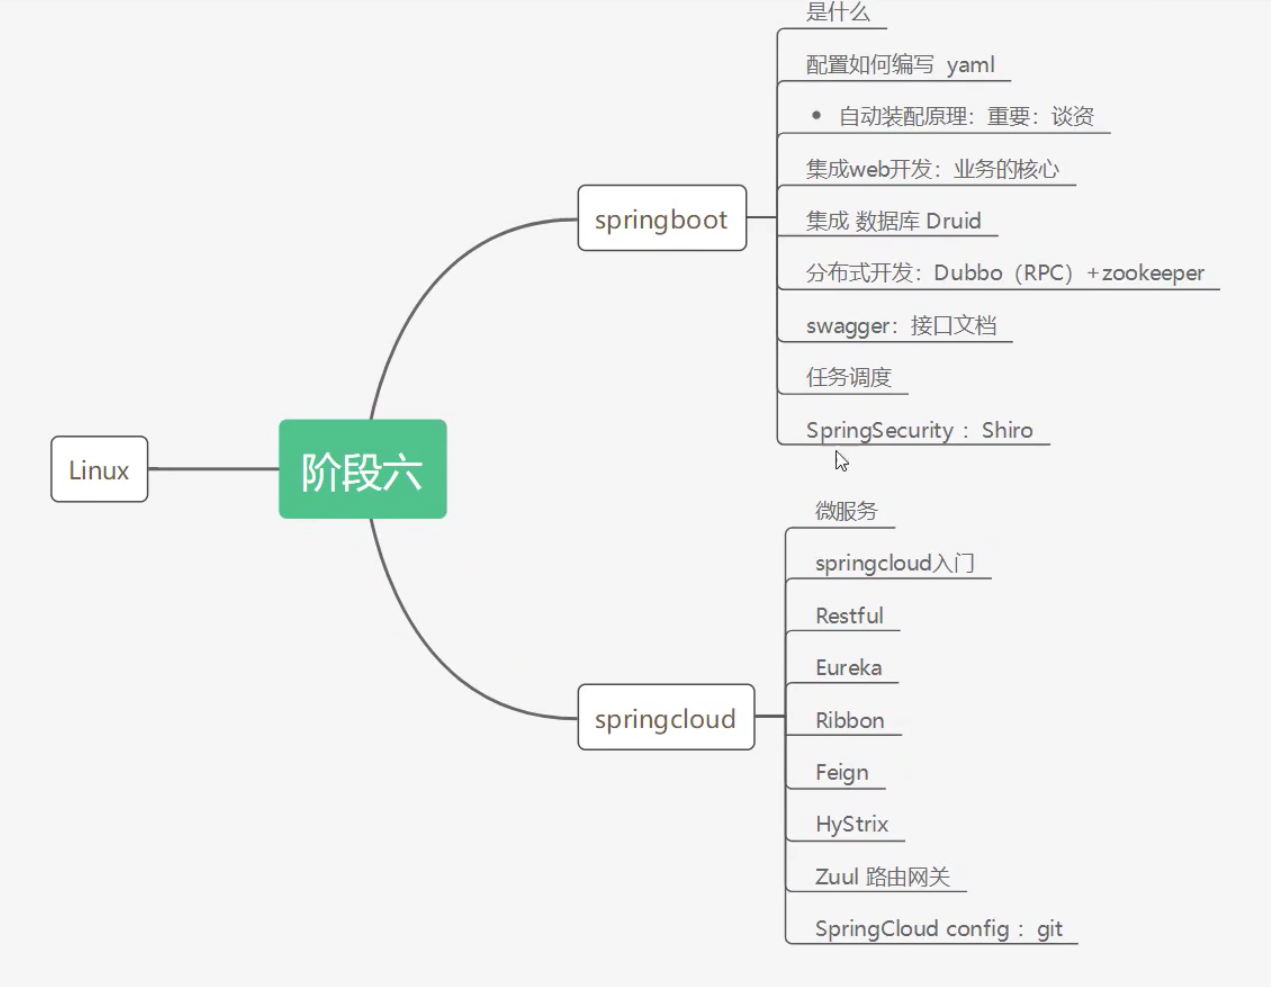 是什么
配置如何编写 yaml
自动装配原理：重要：谈资
集成web开发：业务的核心
集成 数据库 Druid
分布式开发：Dubbo（RPC）+zookeeper
swagger：接口文档
任务调度
SpringSecurity ：Shiro
springboot
Linux
阶段六
springcloud
微服务
springcloud入门
Restful
Eureka
Ribbon
Feign
HyStrix
Zuul 路由网关
SpringCloud config ：git